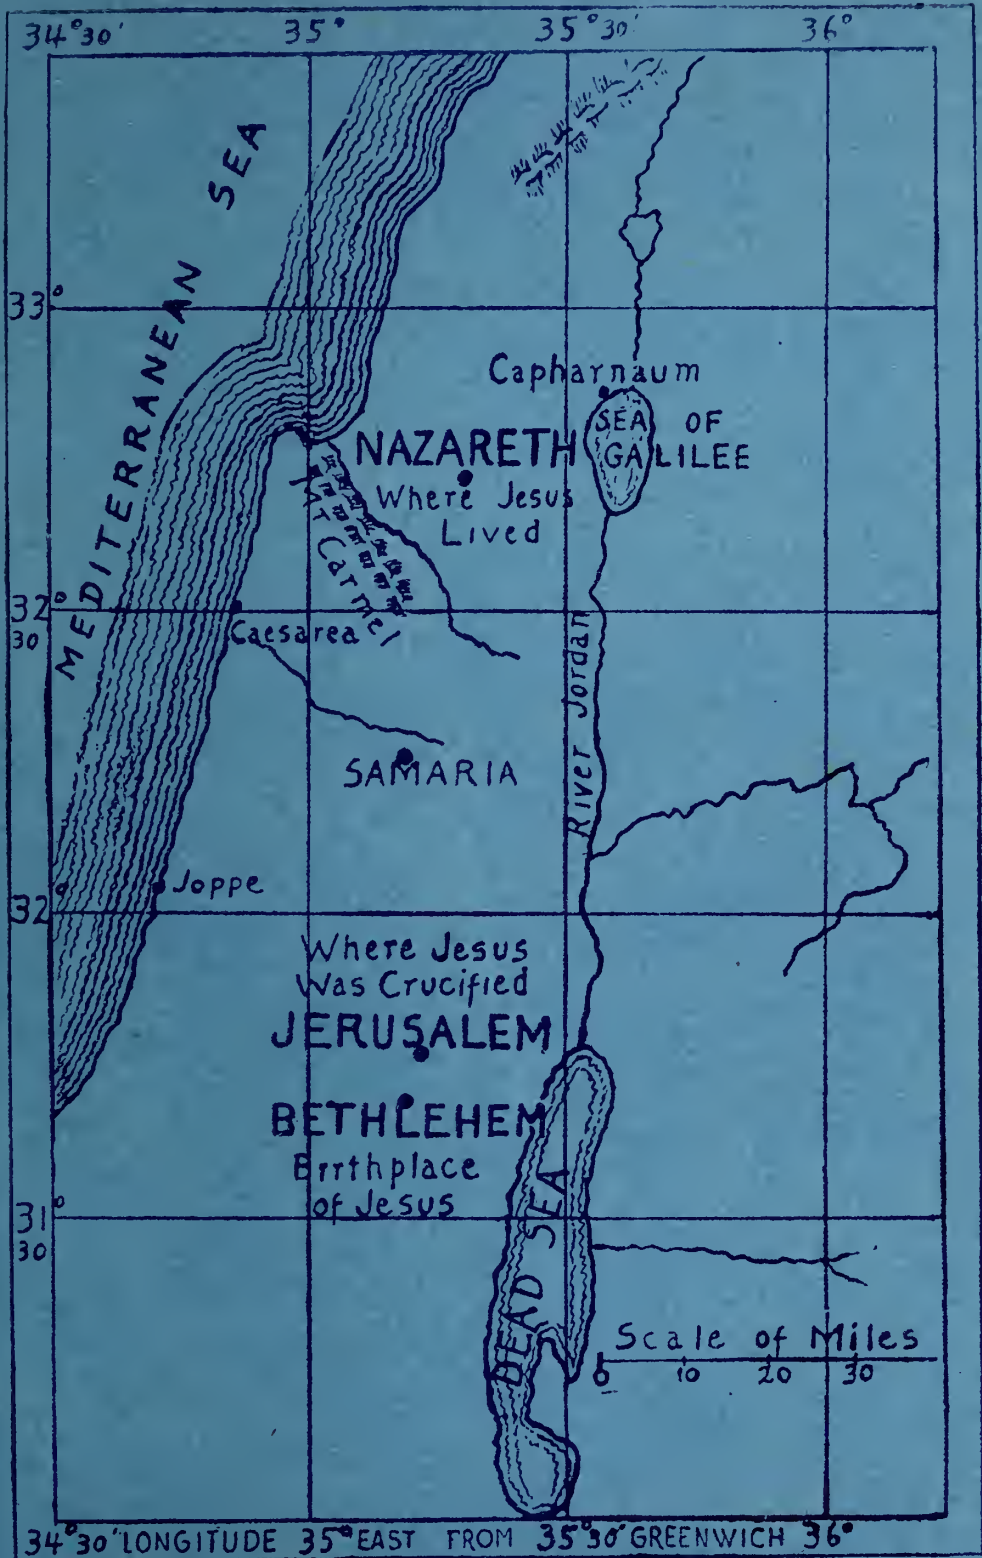 34°30' 35° 35°30' 36°
MEDITERRANEAN SEA
33°
Capharnaum
SEA OF
GALILEE
NAZARETH
Where Jesus
Lived
Mt Carmel
32°
30
Caesarea
River Jordan
SAMARIA
Joppe
32°
Where Jesus
Was Crucified
JERUSALEM
BETHLEHEM
Birthplace
of Jesus
31°
30
DEAD SEA
Scale of Miles
0 10 20 30
34°30' LONGITUDE 35° EAST FROM 35°30' GREENWICH 36°